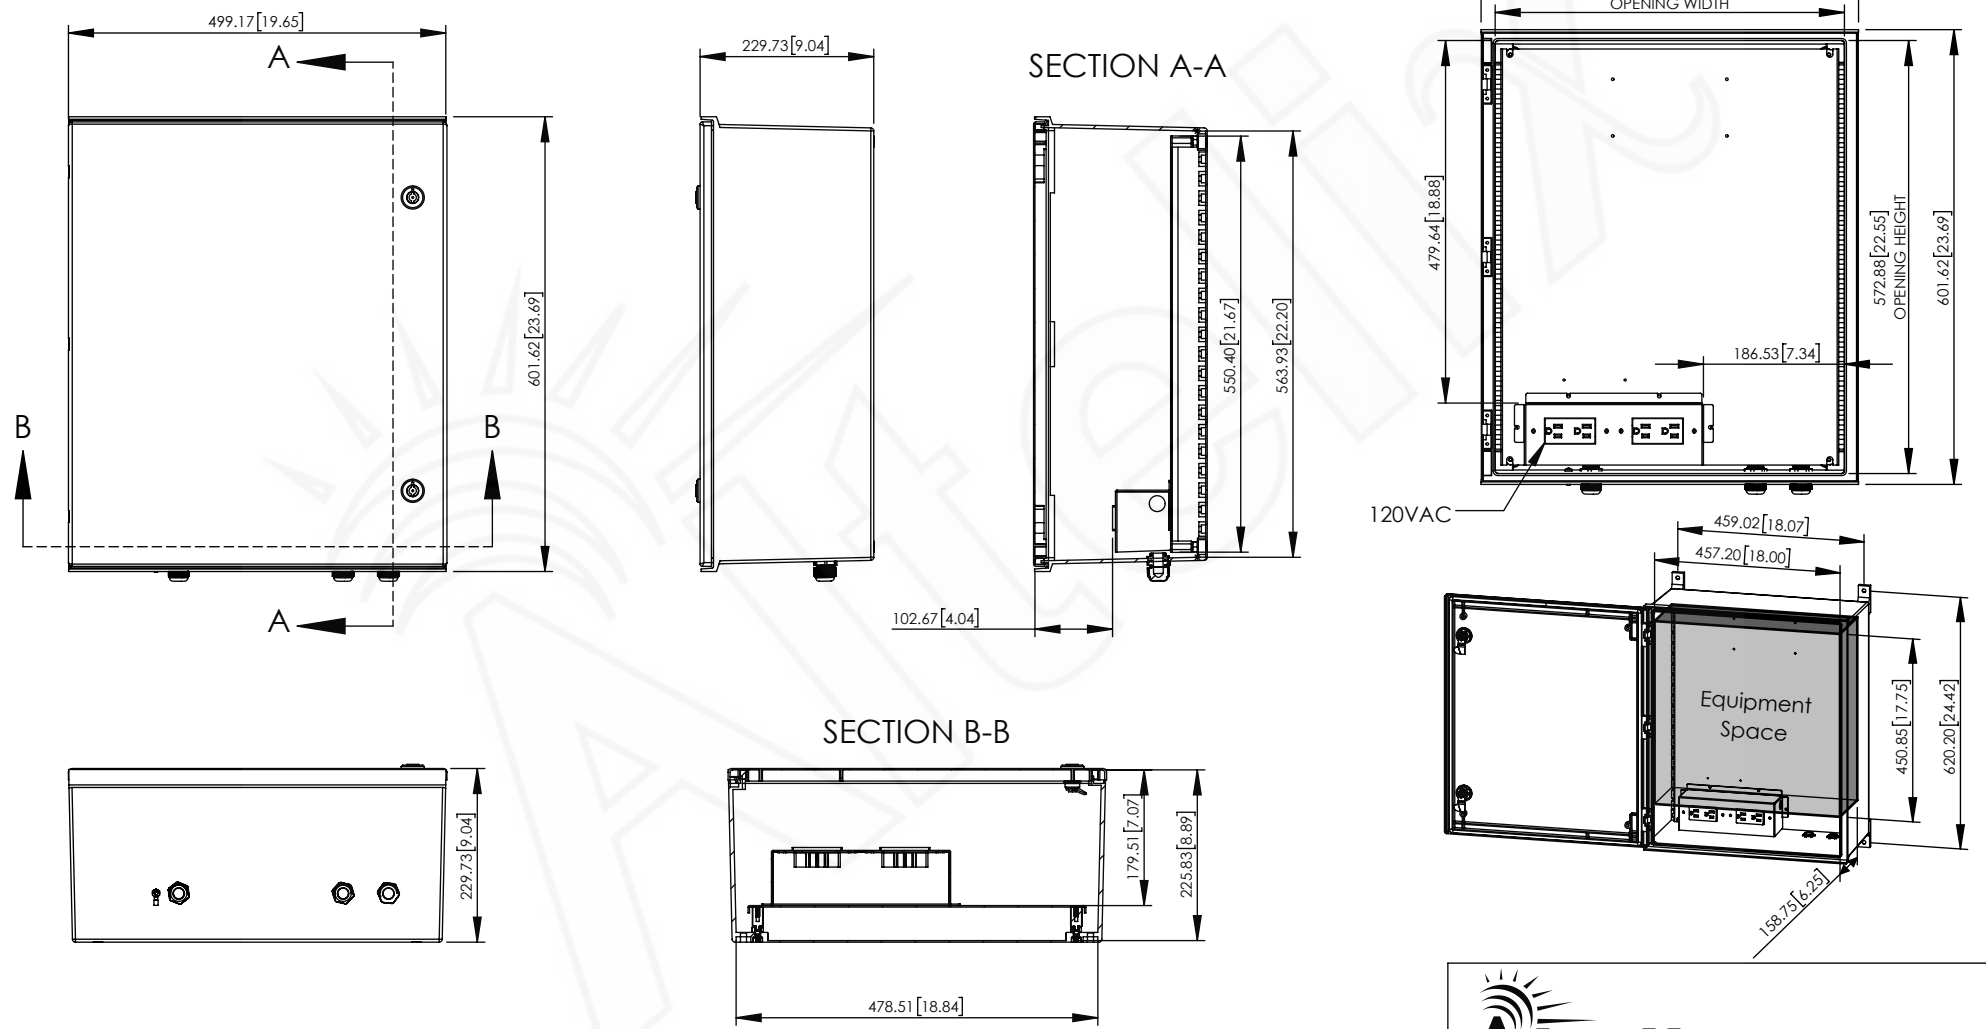 499.17[19.65]
A
601.62[23.69]
B
B
A
229.73[9.04]
SECTION A-A
550.40[21.67]
563.93[22.20]
102.67[4.04]
OPENING WIDTH
479.64[18.88]
572.88[22.55]
OPENING HEIGHT
601.62[23.69]
186.53[7.34]
120VAC
459.02[18.07]
457.20[18.00]
Equipment
Space
450.85[17.75]
620.20[24.42]
158.75[6.25]
229.73[9.04]
SECTION B-B
179.51[7.07]
225.83[8.89]
478.51[18.84]
Altelix